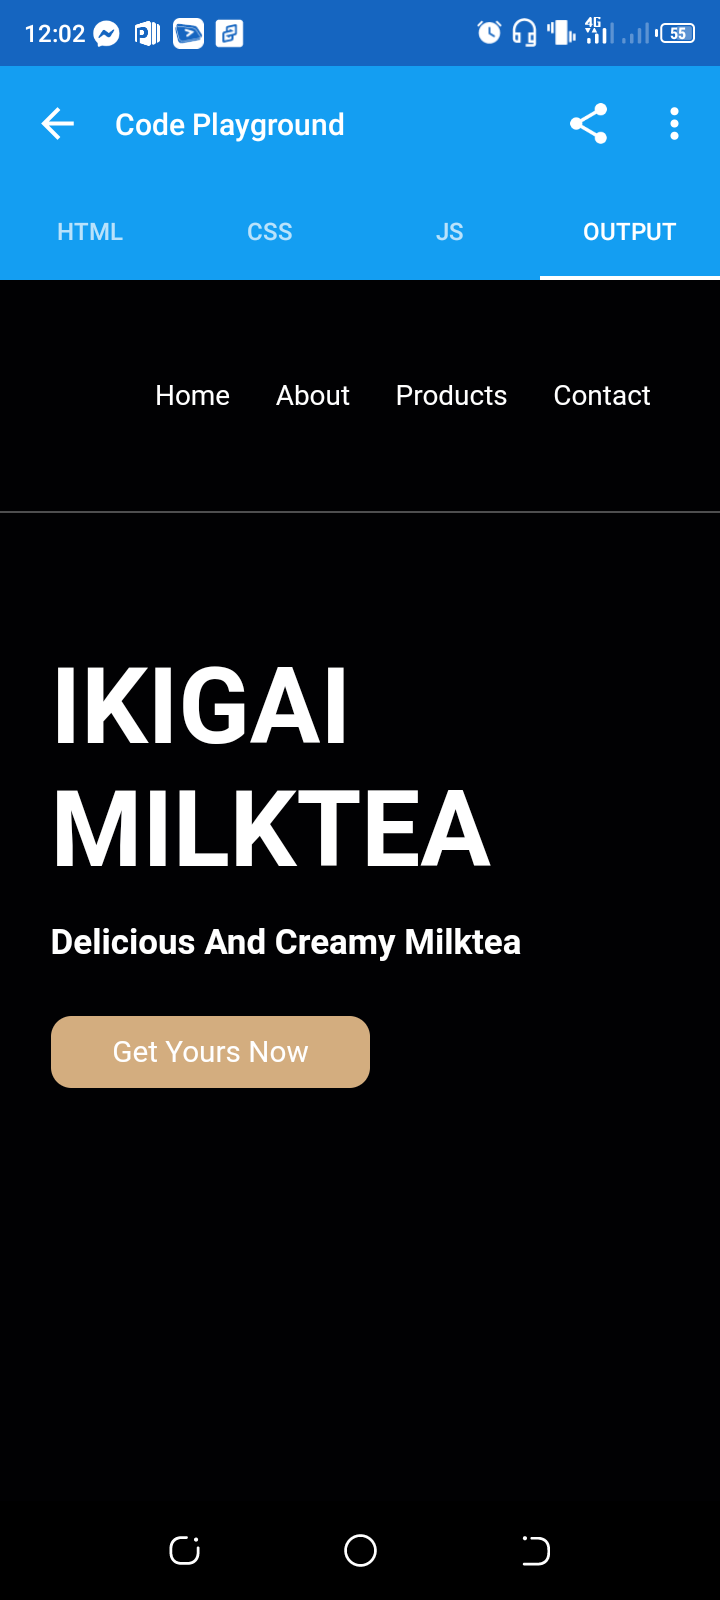 12:02 4G 55
Code Playground
HTML CSS JS OUTPUT
Home About Products Contact
IKIGAI
MILKTEA
Delicious And Creamy Milktea
Get Yours Now